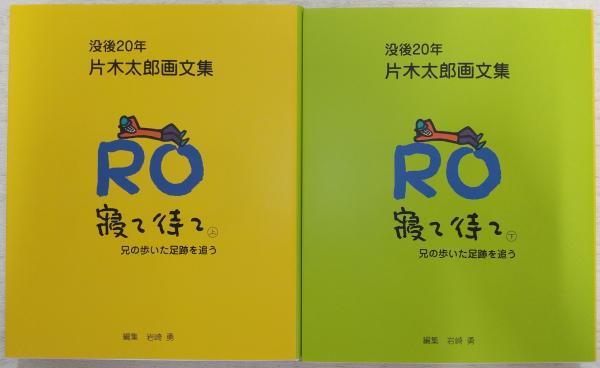 没後20年
片木太郎画文集
RO
寝て待て㊤
兄の歩いた足跡を追う
編集 岩崎 勇
没後20年
片木太郎画文集
RO
寝て待て㊦
兄の歩いた足跡を追う
編集 岩崎 勇